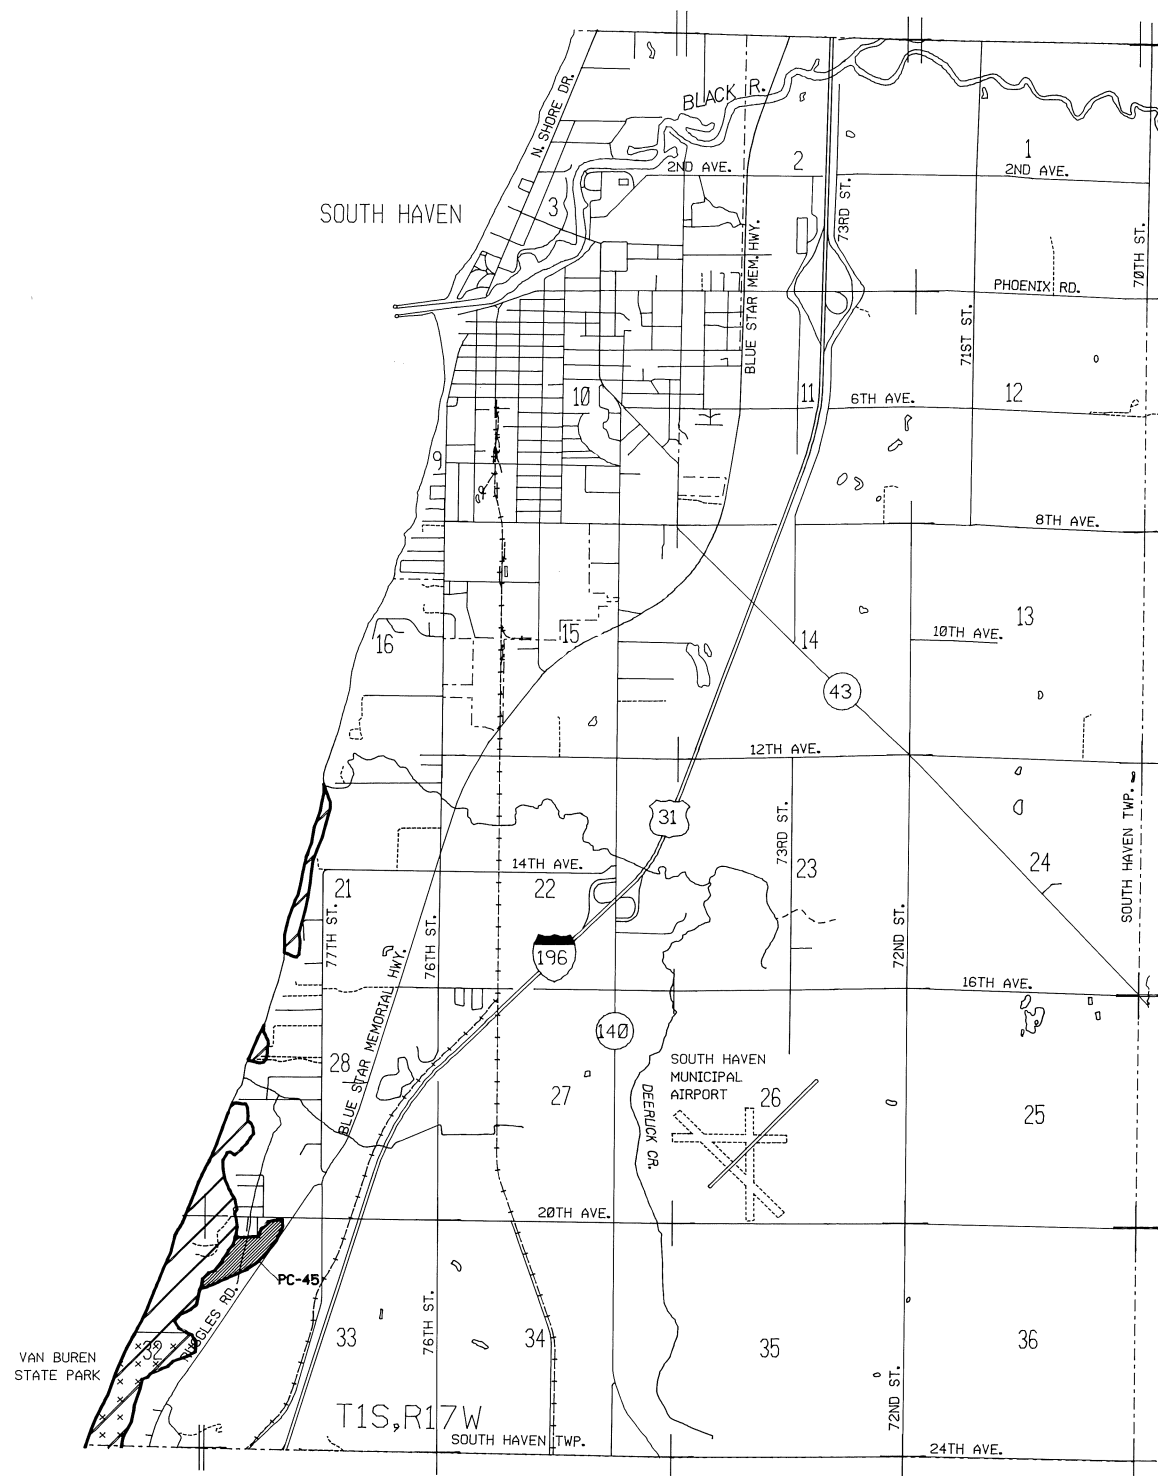 BLACK R.
N. SHORE DR.
2ND AVE.
2
1
2ND AVE.
73RD ST.
SOUTH HAVEN
3
BLUE STAR MEM. HWY.
70TH ST.
PHOENIX RD.
71ST ST.
10
11
6TH AVE.
12
9
8TH AVE.
16
15
14
10TH AVE.
13
43
12TH AVE.
31
73RD ST.
SOUTH HAVEN TWP.
14TH AVE.
21
22
23
24
77TH ST.
76TH ST.
BLUE STAR MEMORIAL HWY.
196
72ND ST.
16TH AVE.
140
28
27
SOUTH HAVEN
MUNICIPAL
AIRPORT
26
25
DEERLICK CR.
20TH AVE.
PC-45
RUGGLES RD.
VAN BUREN
STATE PARK
32
33
76TH ST.
34
35
36
72ND ST.
T1S,R17W
SOUTH HAVEN TWP.
24TH AVE.